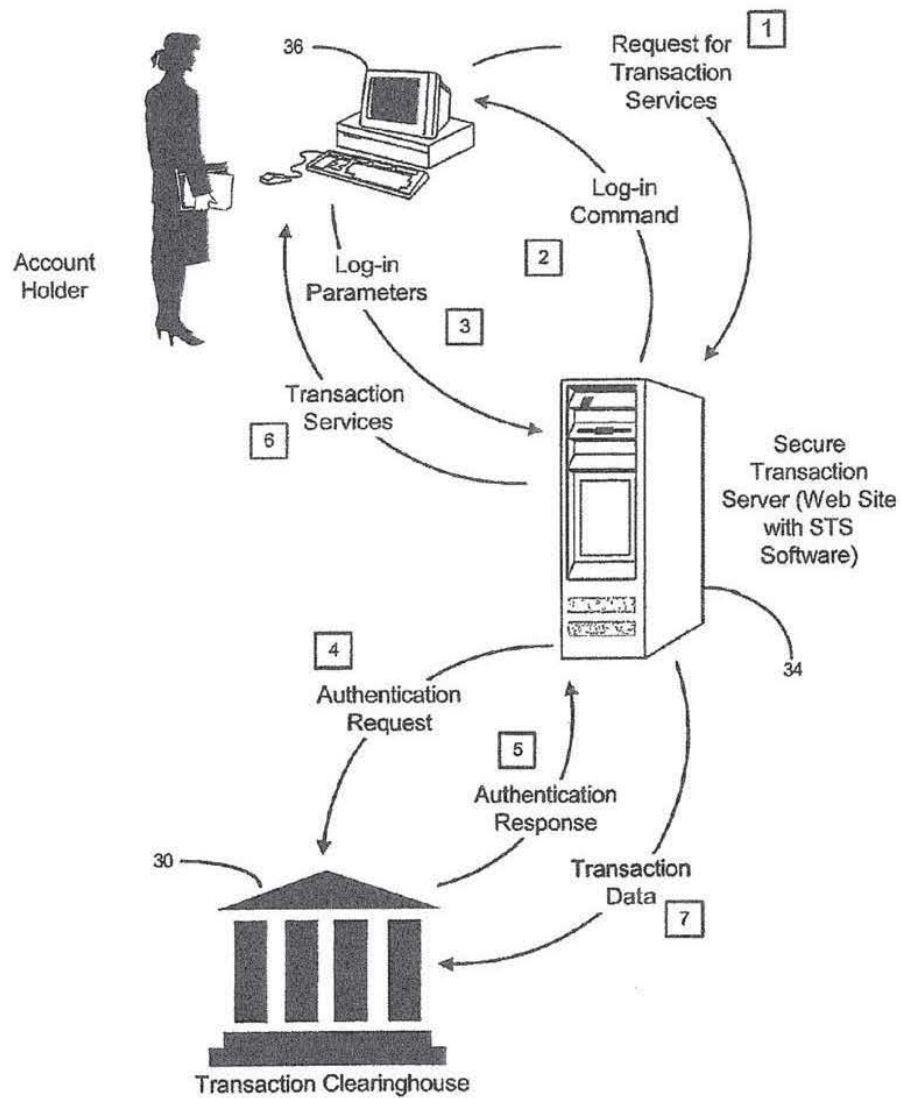 1
36
Request for
Transaction
Services
Log-in
Command
2
Account
Holder
Log-in
Parameters
3
Transaction
Services
6
Secure
Transaction
Server (Web Site
with STS
Software)
4
34
Authentication
Request
5
Authentication
Response
30
Transaction
Data
7
Transaction Clearinghouse